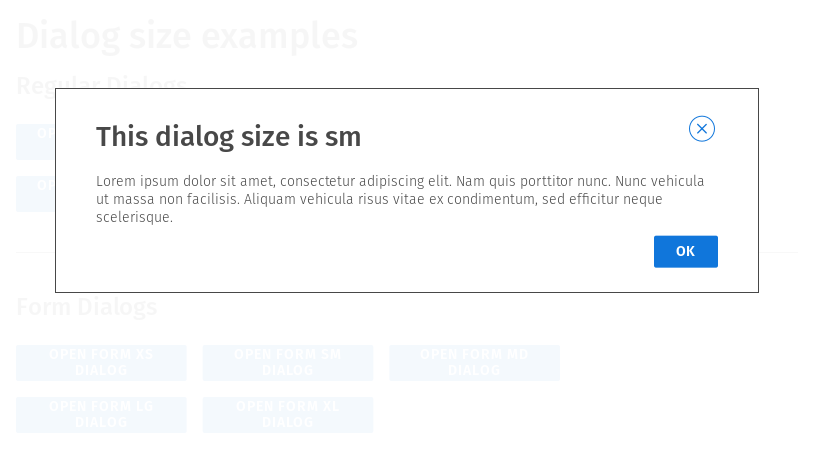 Dialog size examples
Regular Dialogs
This dialog size is sm
Lorem ipsum dolor sit amet, consectetur adipiscing elit. Nam quis porttitor nunc. Nunc vehicula
ut massa non facilisis. Aliquam vehicula risus vitae ex condimentum, sed efficitur neque
scelerisque.
OK
Form Dialogs
OPEN FORM XS
DIALOG
OPEN FORM SM
DIALOG
OPEN FORM MD
DIALOG
OPEN FORM LG
DIALOG
OPEN FORM XL
DIALOG